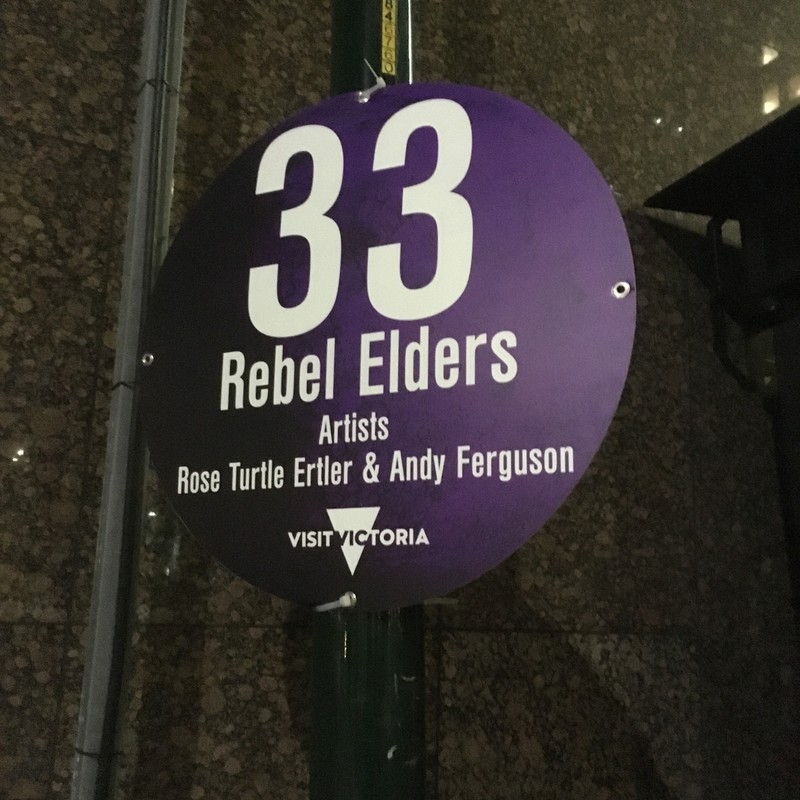 33
Rebel Elders
Artists
Rose Turtle Ertler & Andy Ferguson
VISIT VICTORIA